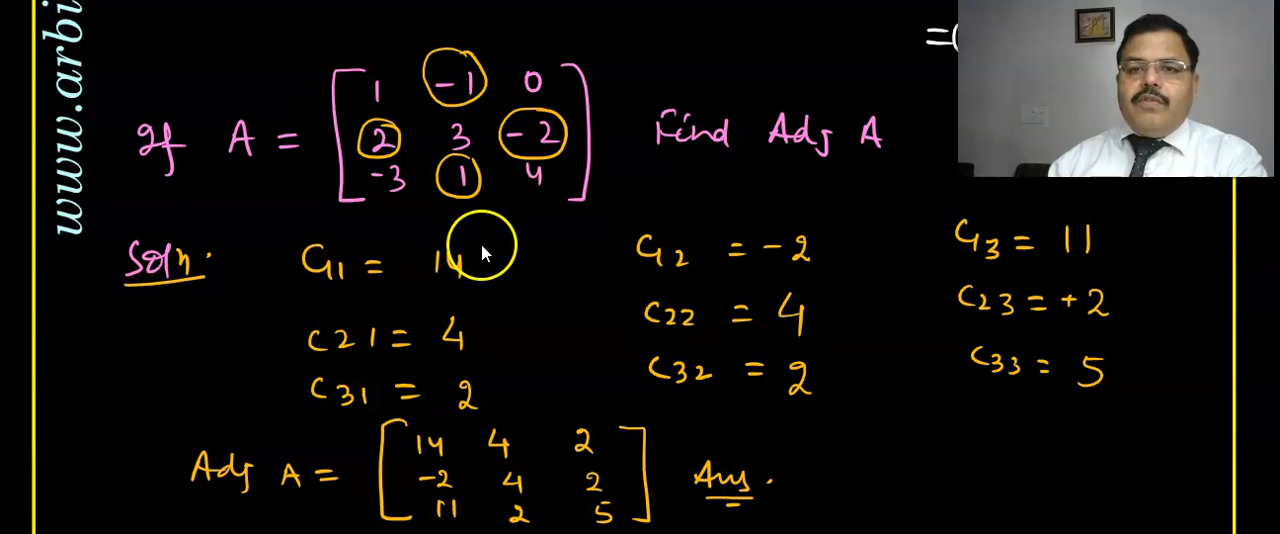 www.arbi
=(
If A = [ 1 -1 0
2 3 -2
-3 1 4 ] Find Adj A
Soln.
C11 = 14 C12 = -2 C13 = 11
C21 = 4 C22 = 4 C23 = +2
C31 = 2 C32 = 2 C33 = 5
Adj A = [ 14 4 2
-2 4 2
11 2 5 ] Ans.